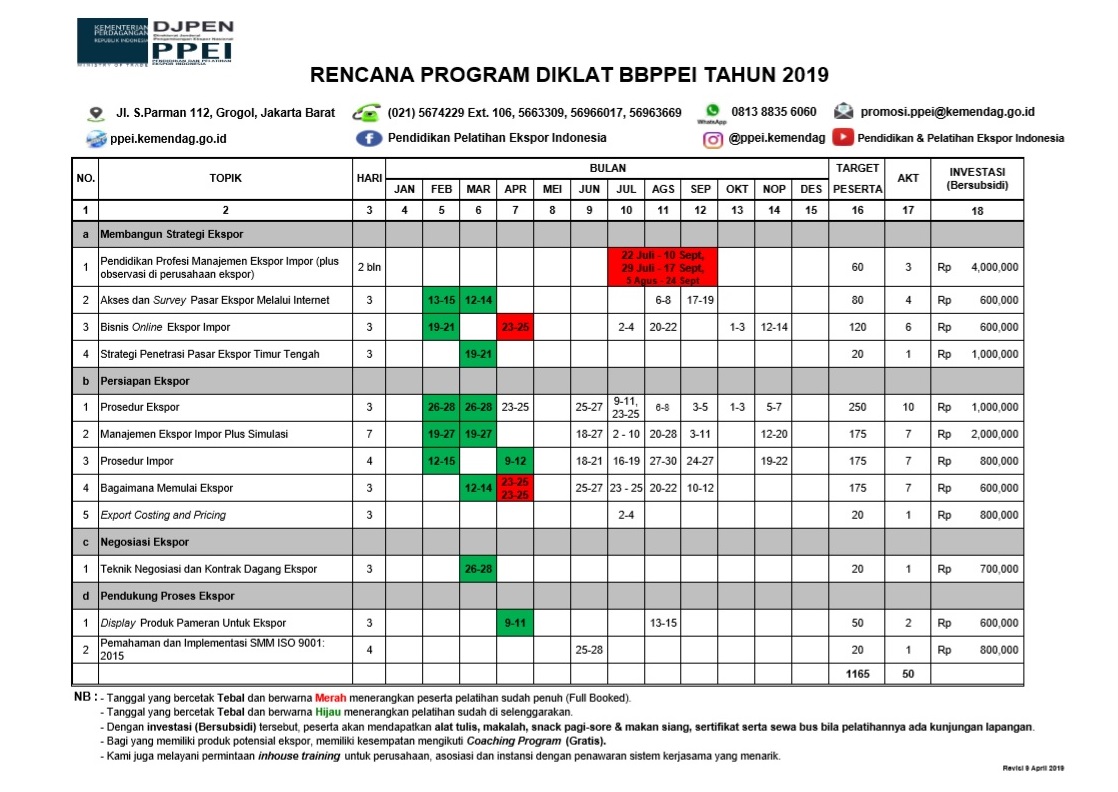 KEMENTERIAN
PERDAGANGAN
REPUBLIK INDONESIA
MINISTRY OF TRADE
DJPEN
Direktorat Jenderal
Pengembangan Ekspor Nasional
PPEI
PENDIDIKAN DAN PELATIHAN
EKSPOR INDONESIA
RENCANA PROGRAM DIKLAT BBPPEI TAHUN 2019
Jl. S.Parman 112, Grogol, Jakarta Barat (021) 5674229 Ext. 106, 5663309, 56966017, 56963669 WhatsApp 0813 8835 6060 promosi.ppei@kemendag.go.id
ppei.kemendag.go.id Pendidikan Pelatihan Ekspor Indonesia @ppei.kemendag Pendidikan & Pelatihan Ekspor Indonesia
NO. TOPIK HARI BULAN TARGET PESERTA AKT INVESTASI (Bersubsidi)
JAN FEB MAR APR MEI JUN JUL AGS SEP OKT NOP DES
1 2 3 4 5 6 7 8 9 10 11 12 13 14 15 16 17 18
a Membangun Strategi Ekspor
1 Pendidikan Profesi Manajemen Ekspor Impor (plus observasi di perusahaan ekspor) 2 bln 22 Juli - 10 Sept, 29 Juli - 17 Sept, 5 Agus - 24 Sept 60 3 Rp 4,000,000
2 Akses dan Survey Pasar Ekspor Melalui Internet 3 13-15 12-14 6-8 17-19 80 4 Rp 600,000
3 Bisnis Online Ekspor Impor 3 19-21 23-25 2-4 20-22 1-3 12-14 120 6 Rp 600,000
4 Strategi Penetrasi Pasar Ekspor Timur Tengah 3 19-21 20 1 Rp 1,000,000
b Persiapan Ekspor
1 Prosedur Ekspor 3 26-28 26-28 23-25 25-27 9-11, 23-25 6-8 3-5 1-3 5-7 250 10 Rp 1,000,000
2 Manajemen Ekspor Impor Plus Simulasi 7 19-27 19-27 18-27 2 - 10 20-28 3-11 12-20 175 7 Rp 2,000,000
3 Prosedur Impor 4 12-15 9-12 18-21 16-19 27-30 24-27 19-22 175 7 Rp 800,000
4 Bagaimana Memulai Ekspor 3 12-14 23-25 23-25 25-27 23 - 25 20-22 10-12 175 7 Rp 600,000
5 Export Costing and Pricing 3 2-4 20 1 Rp 800,000
c Negosiasi Ekspor
1 Teknik Negosiasi dan Kontrak Dagang Ekspor 3 26-28 20 1 Rp 700,000
d Pendukung Proses Ekspor
1 Display Produk Pameran Untuk Ekspor 3 9-11 13-15 50 2 Rp 600,000
2 Pemahaman dan Implementasi SMM ISO 9001: 2015 4 25-28 20 1 Rp 800,000
1165 50
NB : - Tanggal yang bercetak Tebal dan berwarna Merah menerangkan peserta pelatihan sudah penuh (Full Booked).
- Tanggal yang bercetak Tebal dan berwarna Hijau menerangkan pelatihan sudah di selenggarakan.
- Dengan investasi (Bersubsidi) tersebut, peserta akan mendapatkan alat tulis, makalah, snack pagi-sore & makan siang, sertifikat serta sewa bus bila pelatihannya ada kunjungan lapangan.
- Bagi yang memiliki produk potensial ekspor, memiliki kesempatan mengikuti Coaching Program (Gratis).
- Kami juga melayani permintaan inhouse training untuk perusahaan, asosiasi dan instansi dengan penawaran sistem kerjasama yang menarik.
Revisi 9 April 2019